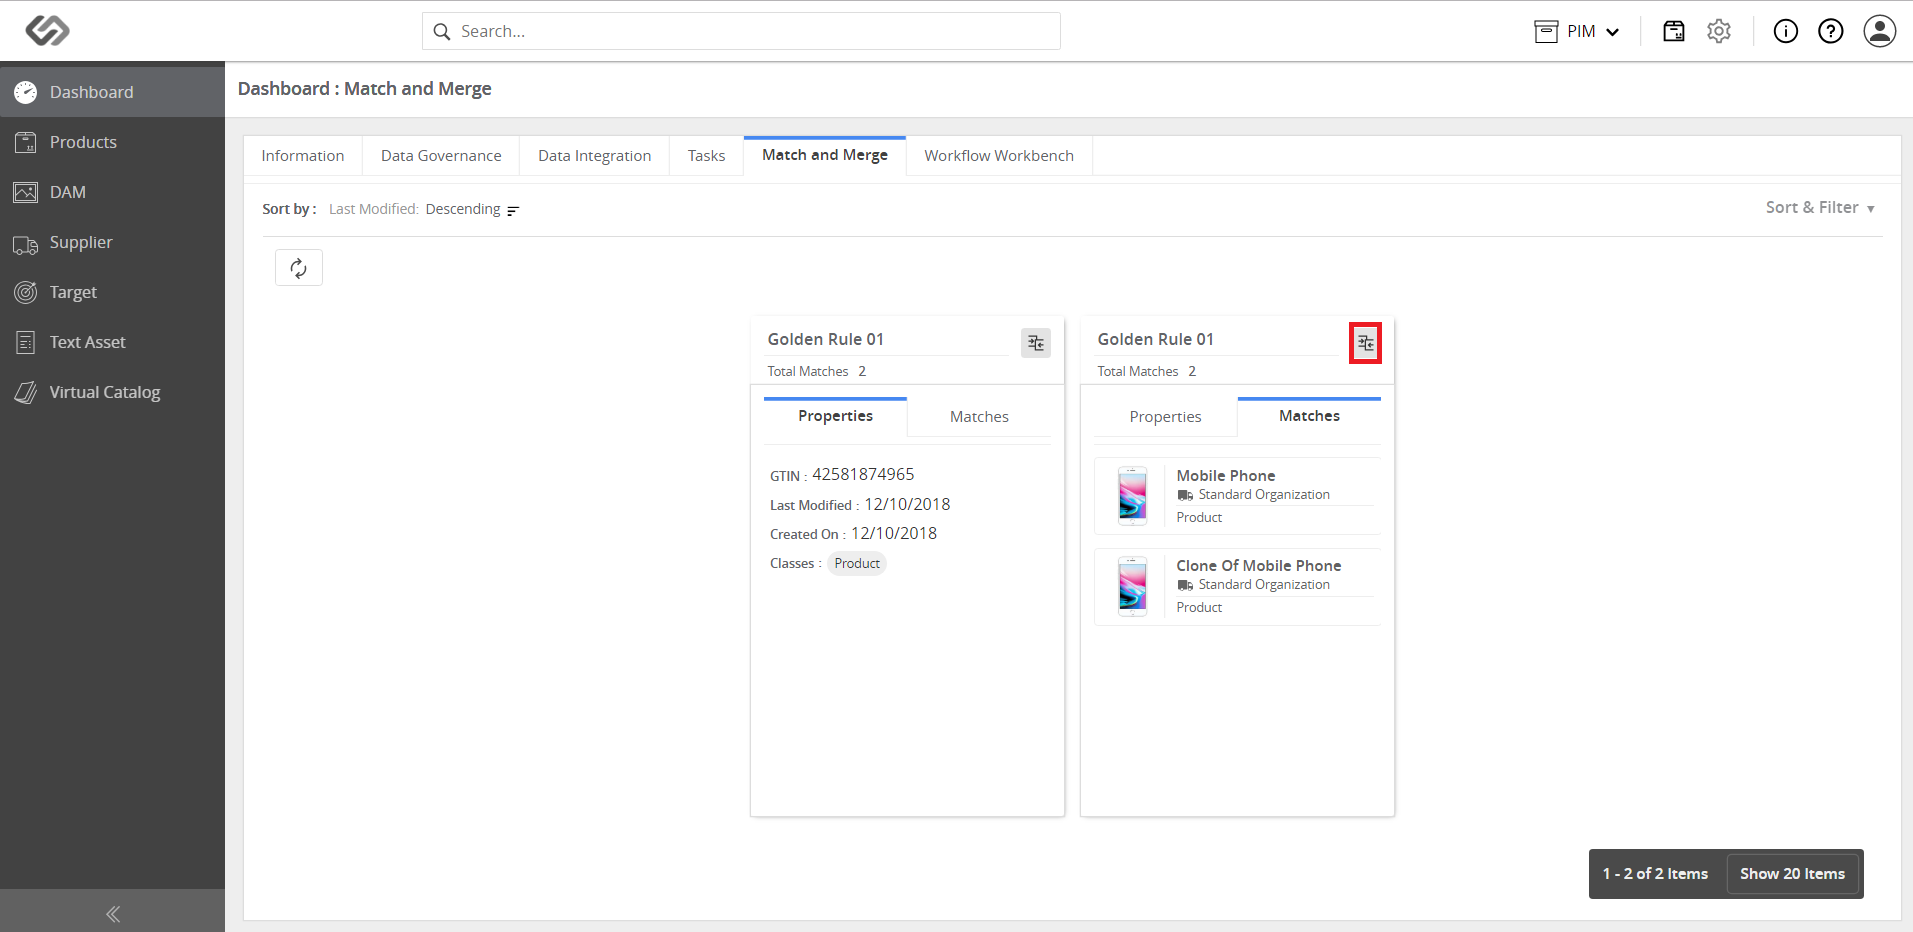 Search...
PIM
Dashboard
Products
DAM
Supplier
Target
Text Asset
Virtual Catalog
Dashboard : Match and Merge
Information
Data Governance
Data Integration
Tasks
Match and Merge
Workflow Workbench
Sort by : Last Modified: Descending
Sort & Filter
Golden Rule 01
Total Matches 2
Properties
Matches
GTIN : 42581874965
Last Modified : 12/10/2018
Created On : 12/10/2018
Classes : Product
Golden Rule 01
Total Matches 2
Properties
Matches
Mobile Phone
Standard Organization
Product
Clone Of Mobile Phone
Standard Organization
Product
1 - 2 of 2 Items
Show 20 Items